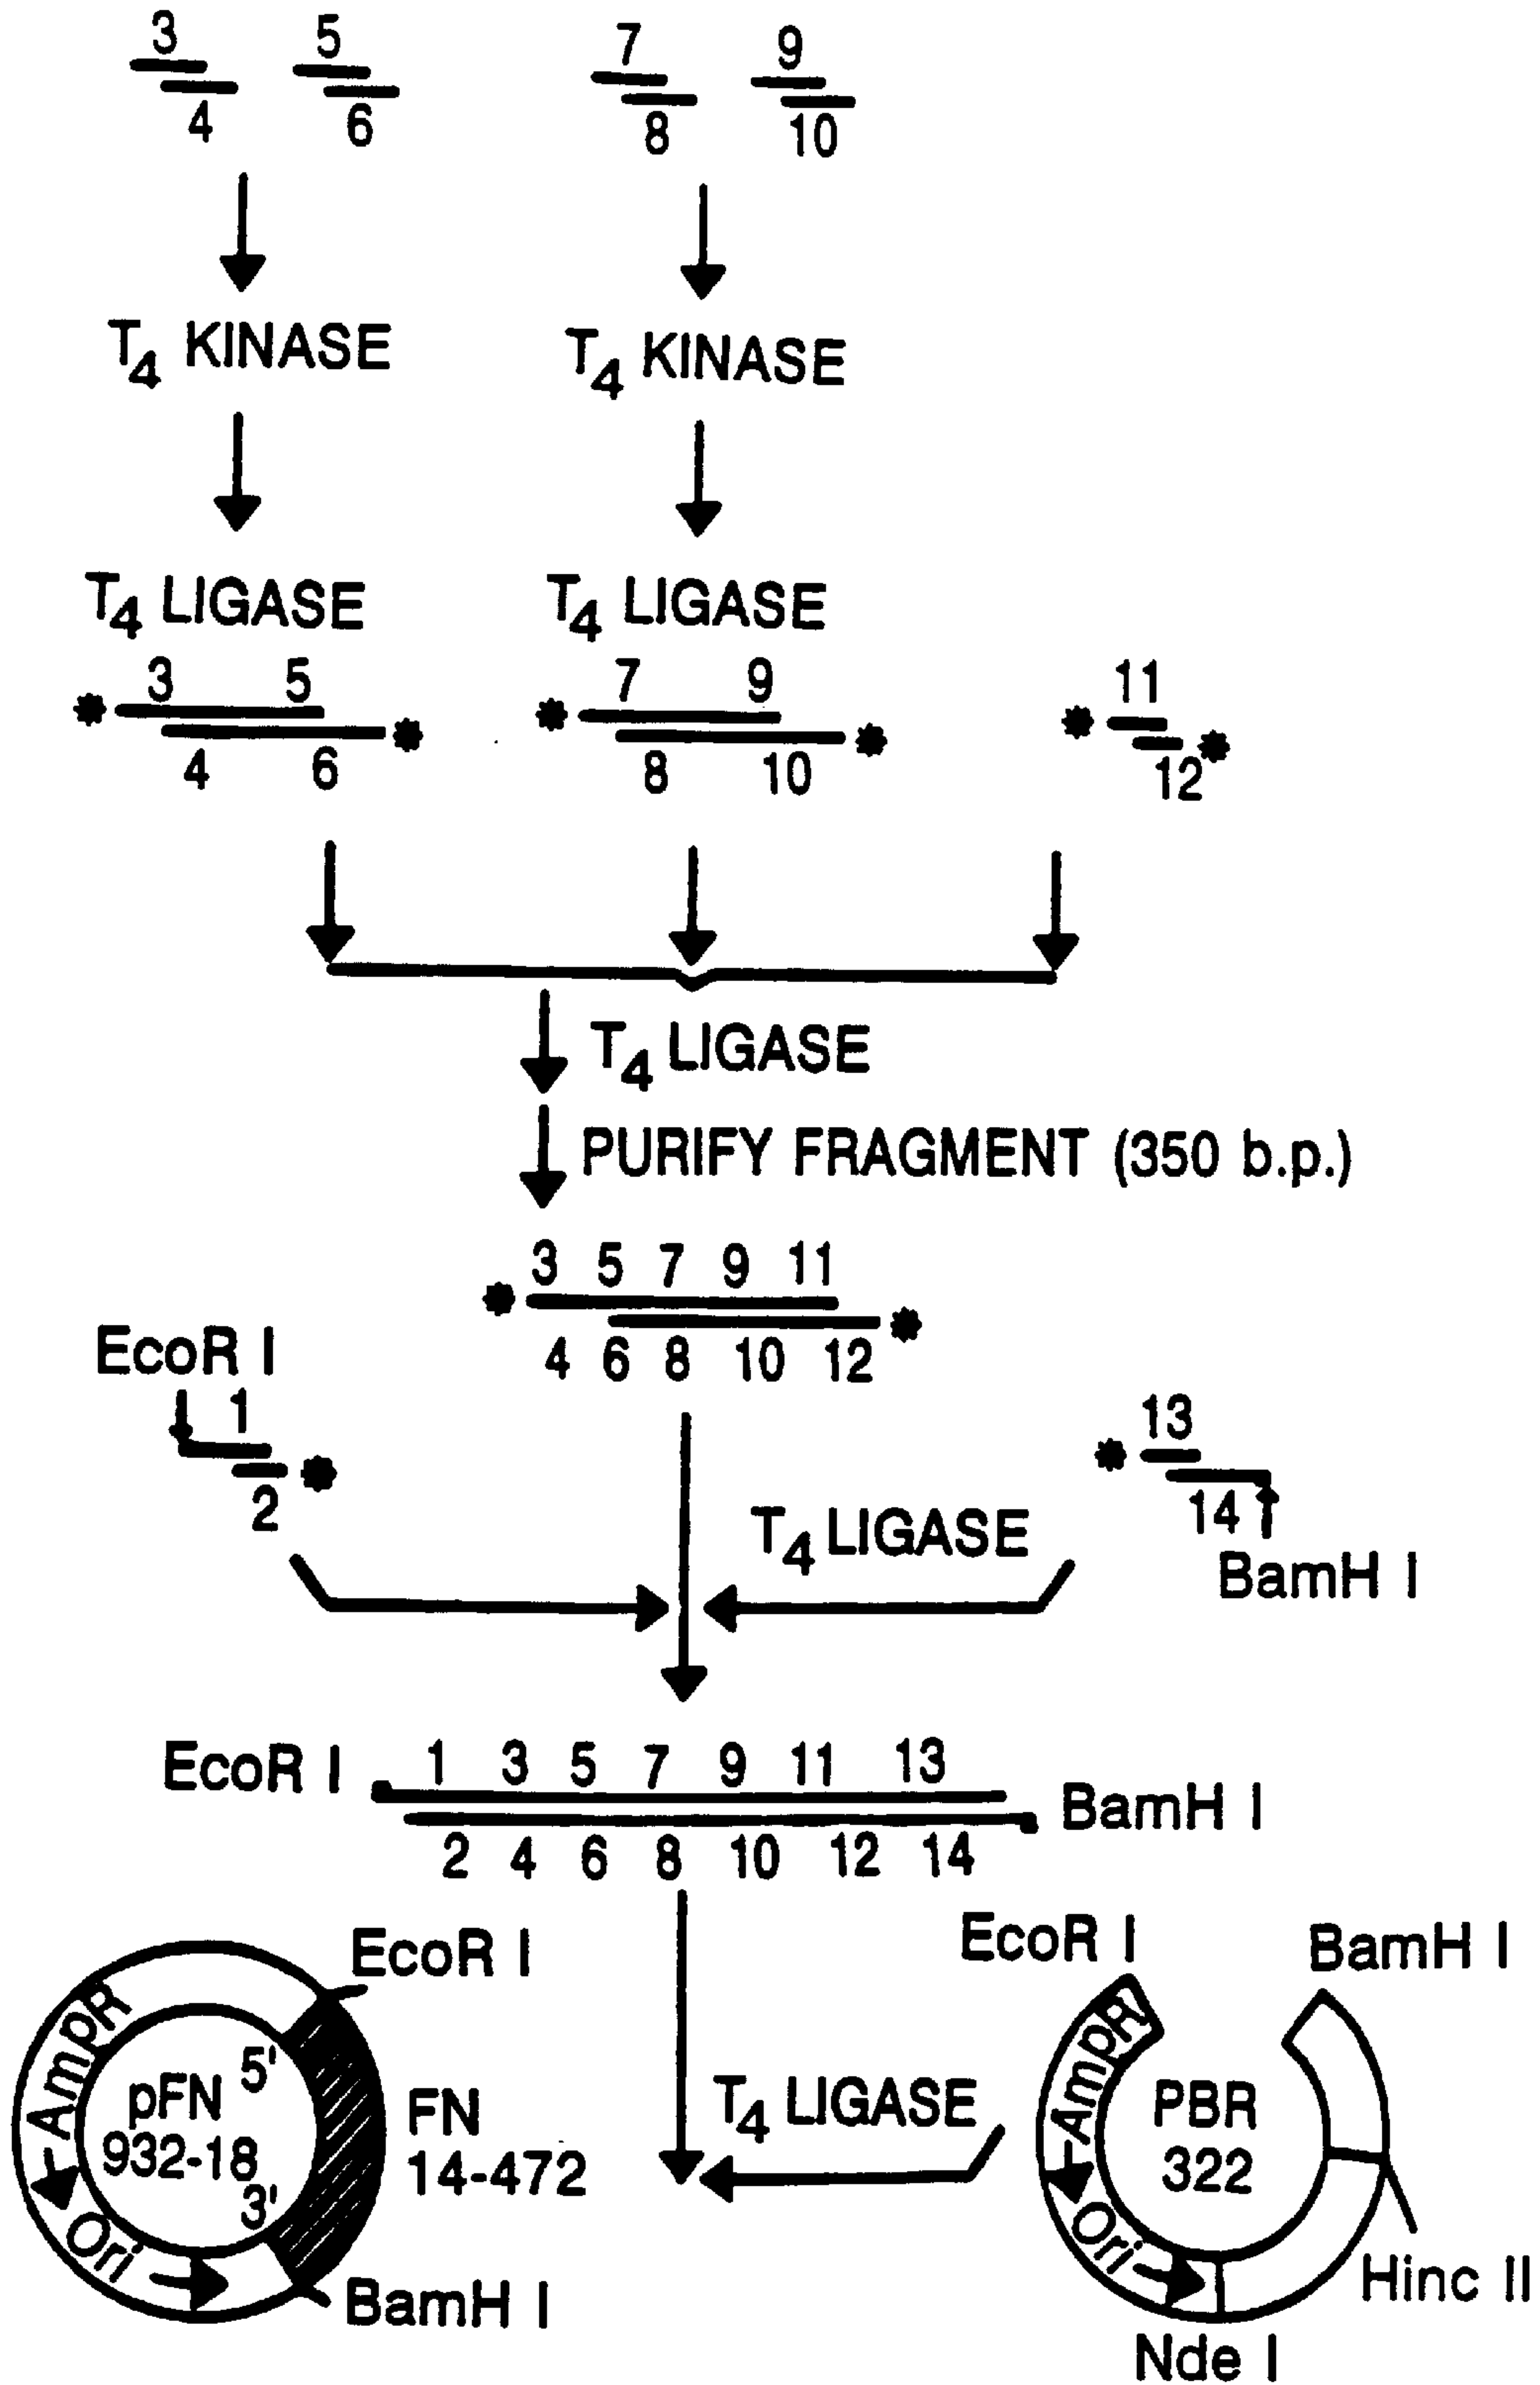 3 5 7 9
4 6 8 10
T4 KINASE T4 KINASE
T4 LIGASE T4 LIGASE
3 5 7 9 11
4 6 8 10 12
T4 LIGASE
PURIFY FRAGMENT (350 b.p.)
3 5 7 9 11
4 6 8 10 12
EcoR I
1
2
13
14
BamH I
T4 LIGASE
EcoR I 1 3 5 7 9 11 13 BamH I
2 4 6 8 10 12 14
EcoR I
AmpR
pFN
932-18
5'
3'
Ori
FN
14-472
BamH I
T4 LIGASE
EcoR I
BamH I
AmpR
PBR
322
Ori
Hinc II
Nde I